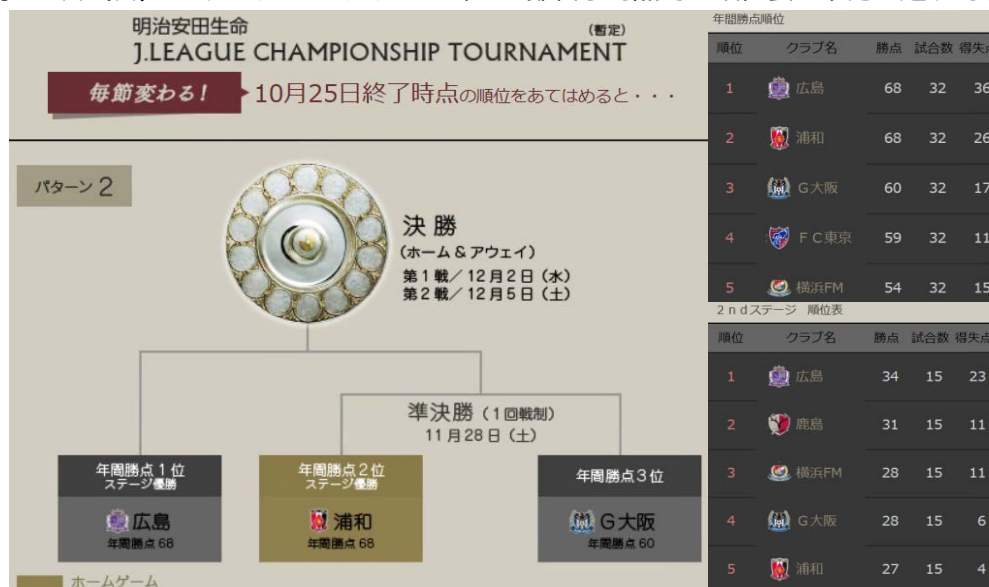 明治安田生命
(暫定)
J.LEAGUE CHAMPIONSHIP TOURNAMENT
毎節変わる!
10月25日終了時点の順位をあてはめると・・・
パターン 2
決 勝
(ホーム & アウェイ)
第1戦/12月2日(水)
第2戦/12月5日(土)
準決勝(1回戦制)
11月28日(土)
年間勝点1位
ステージ優勝
広島
年間勝点 68
年間勝点2位
ステージ優勝
浦和
年間勝点 68
年間勝点3位
G大阪
年間勝点 60
ホームゲーム
年間勝点順位
順位 クラブ名 勝点 試合数 得失点
1 広島 68 32 36
2 浦和 68 32 26
3 G大阪 60 32 17
4 FC東京 59 32 11
5 横浜FM 54 32 15
2ndステージ 順位表
順位 クラブ名 勝点 試合数 得失点
1 広島 34 15 23
2 鹿島 31 15 11
3 横浜FM 28 15 11
4 G大阪 28 15 6
5 浦和 27 15 4